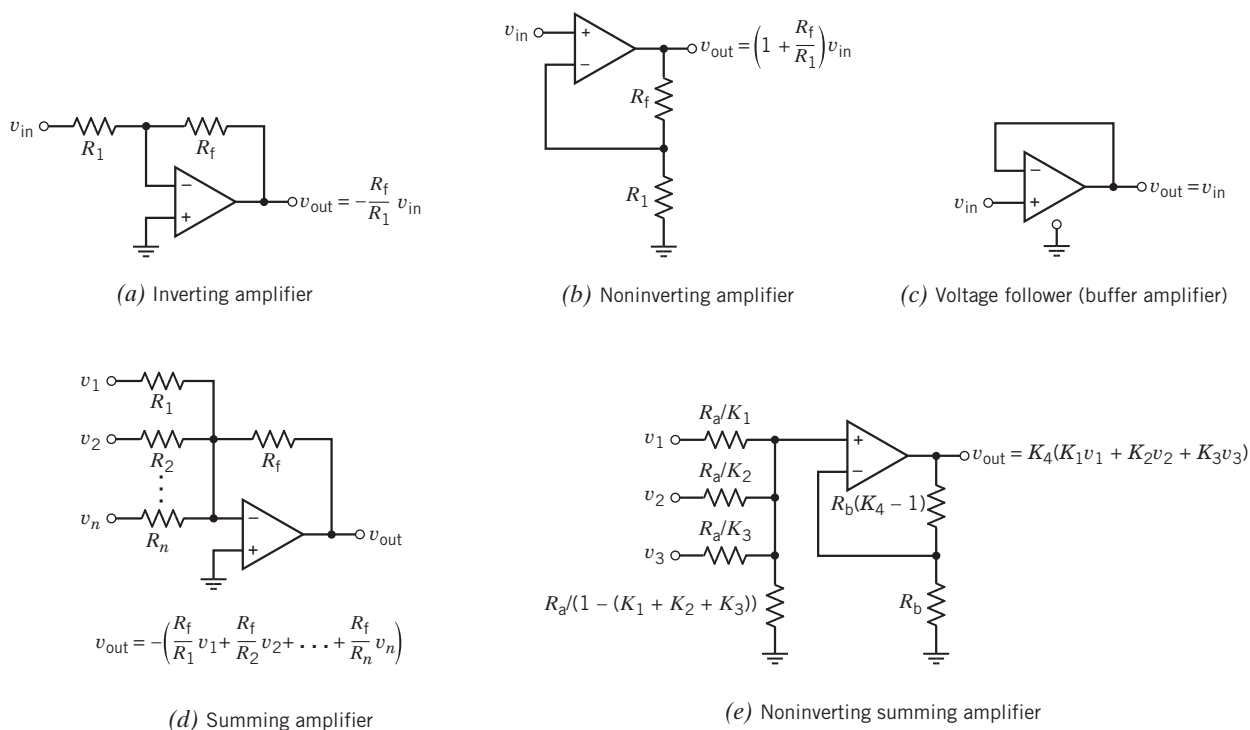 v_in
R_1
R_f
−
+
v_out = −R_f/R_1 v_in
(a) Inverting amplifier
v_in
+
−
v_out = (1 + R_f/R_1)v_in
R_f
R_1
(b) Noninverting amplifier
v_in
−
+
v_out = v_in
(c) Voltage follower (buffer amplifier)
v_1
R_1
v_2
R_2
R_f
v_n
R_n
−
+
v_out
v_out = −(R_f/R_1 v_1 + R_f/R_2 v_2 + . . . + R_f/R_n v_n)
(d) Summing amplifier
R_a/K_1
v_1
R_a/K_2
v_2
R_a/K_3
v_3
R_a/(1 − (K_1 + K_2 + K_3))
+
−
v_out = K_4(K_1v_1 + K_2v_2 + K_3v_3)
R_b(K_4 − 1)
R_b
(e) Noninverting summing amplifier